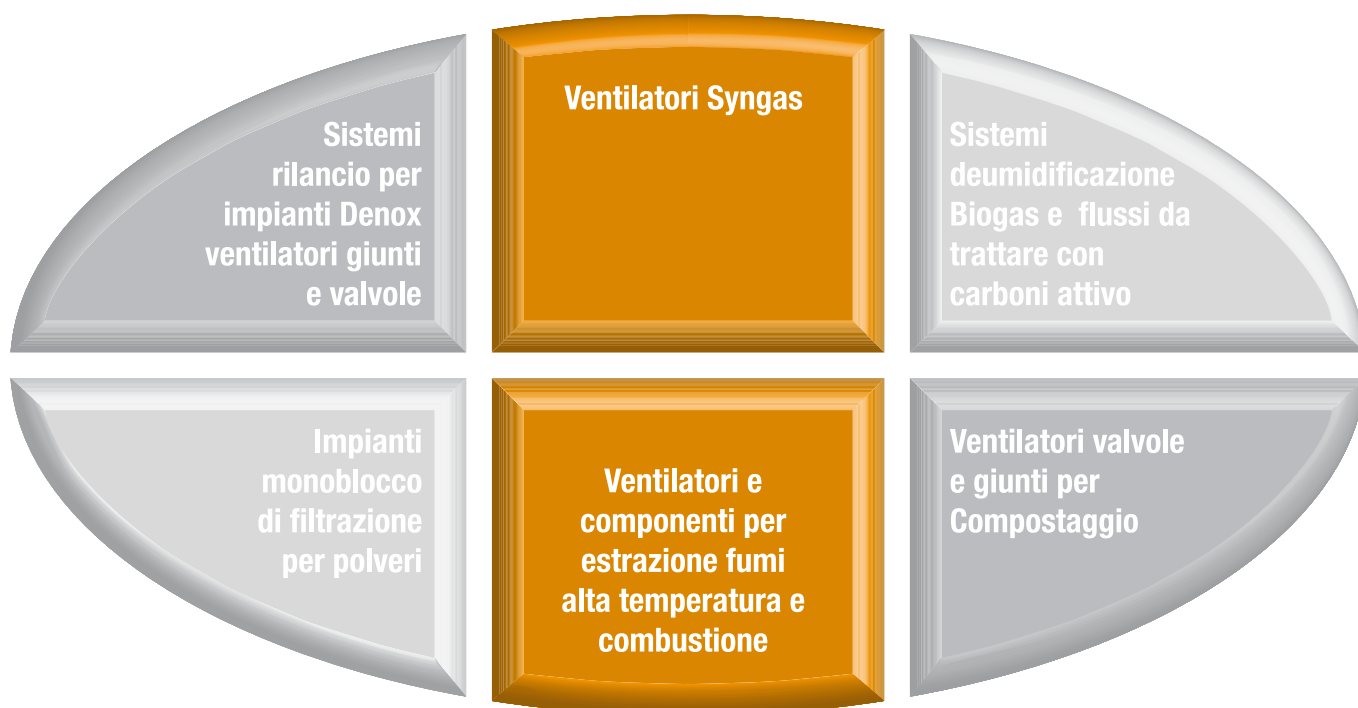 Sistemi
rilancio per
impianti Denox
ventilatori giunti
e valvole
Ventilatori Syngas
Sistemi
deumidificazione
Biogas e  flussi da
trattare con
carboni attivo
Impianti
monoblocco
di filtrazione
per polveri
Ventilatori e
componenti per
estrazione fumi
alta temperatura e
combustione
Ventilatori valvole
e giunti per
Compostaggio